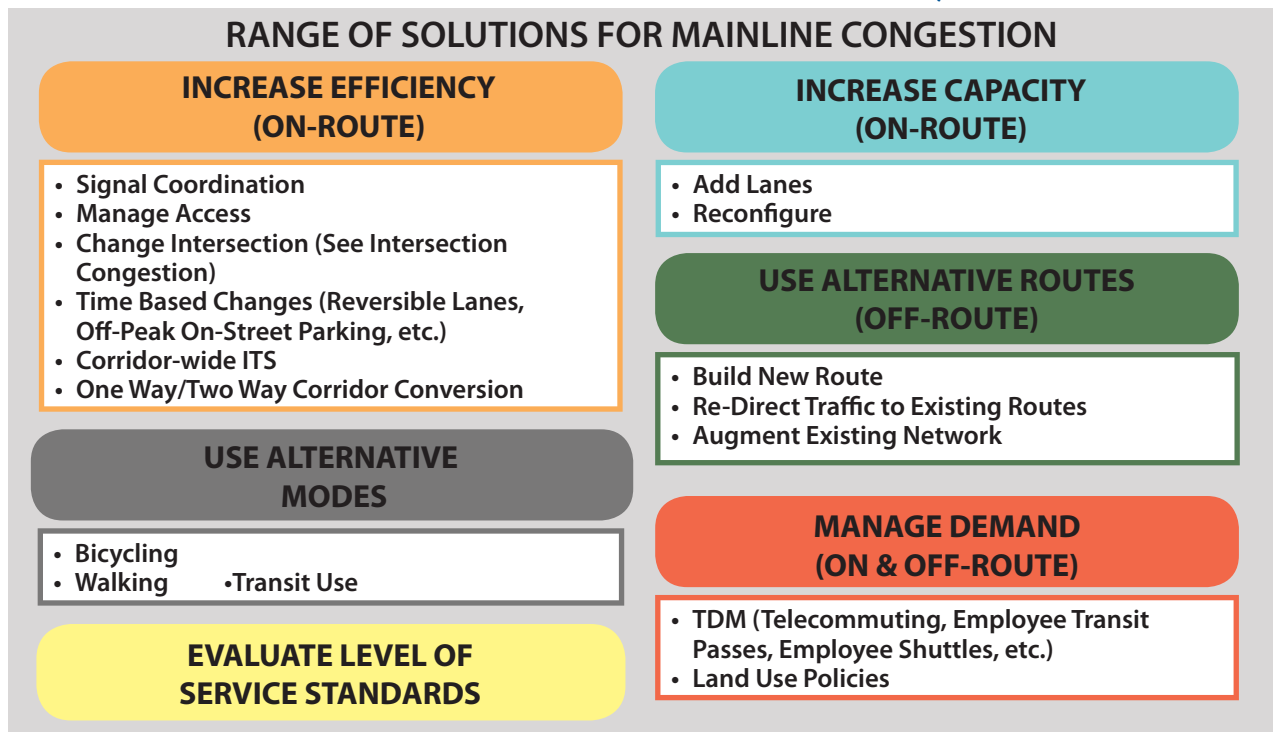 RANGE OF SOLUTIONS FOR MAINLINE CONGESTION
INCREASE EFFICIENCY
(ON-ROUTE)
• Signal Coordination
• Manage Access
• Change Intersection (See Intersection
Congestion)
• Time Based Changes (Reversible Lanes,
Off-Peak On-Street Parking, etc.)
• Corridor-wide ITS
• One Way/Two Way Corridor Conversion
USE ALTERNATIVE
MODES
• Bicycling
• Walking •Transit Use
EVALUATE LEVEL OF
SERVICE STANDARDS
INCREASE CAPACITY
(ON-ROUTE)
• Add Lanes
• Reconfigure
USE ALTERNATIVE ROUTES
(OFF-ROUTE)
• Build New Route
• Re-Direct Traffic to Existing Routes
• Augment Existing Network
MANAGE DEMAND
(ON & OFF-ROUTE)
• TDM (Telecommuting, Employee Transit
Passes, Employee Shuttles, etc.)
• Land Use Policies